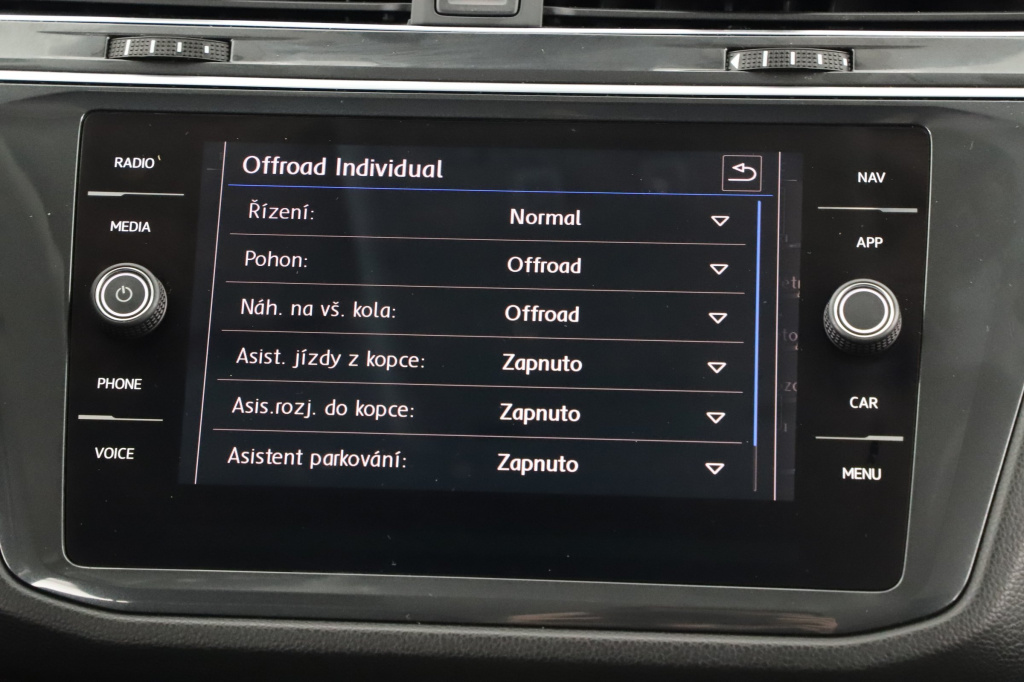 RADIO
MEDIA
PHONE
VOICE
Offroad Individual
Řízení: Normal
Pohon: Offroad
Náh. na vš. kola: Offroad
Asist. jízdy z kopce: Zapnuto
Asis.rozj. do kopce: Zapnuto
Asistent parkování: Zapnuto
NAV
APP
CAR
MENU